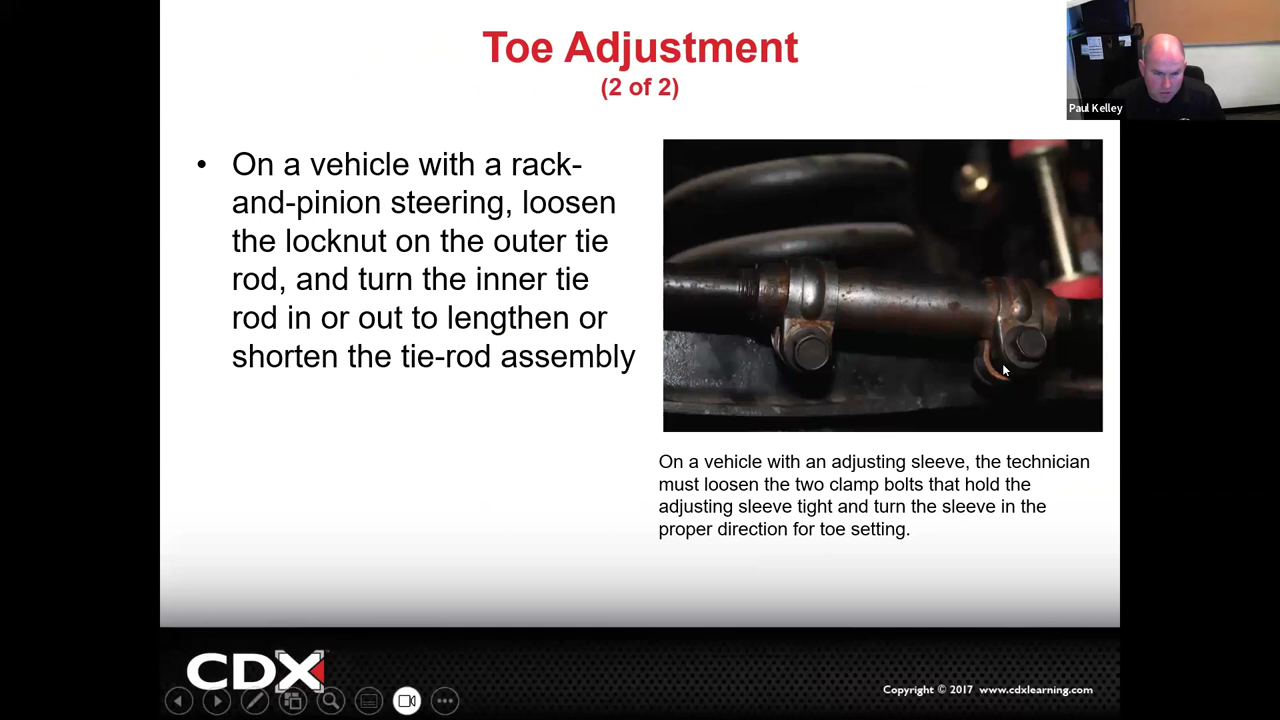 Toe Adjustment
(2 of 2)
Paul Kelley
• On a vehicle with a rack-
and-pinion steering, loosen
the locknut on the outer tie
rod, and turn the inner tie
rod in or out to lengthen or
shorten the tie-rod assembly
On a vehicle with an adjusting sleeve, the technician
must loosen the two clamp bolts that hold the
adjusting sleeve tight and turn the sleeve in the
proper direction for toe setting.
CDX
Copyright © 2017 www.cdxlearning.com